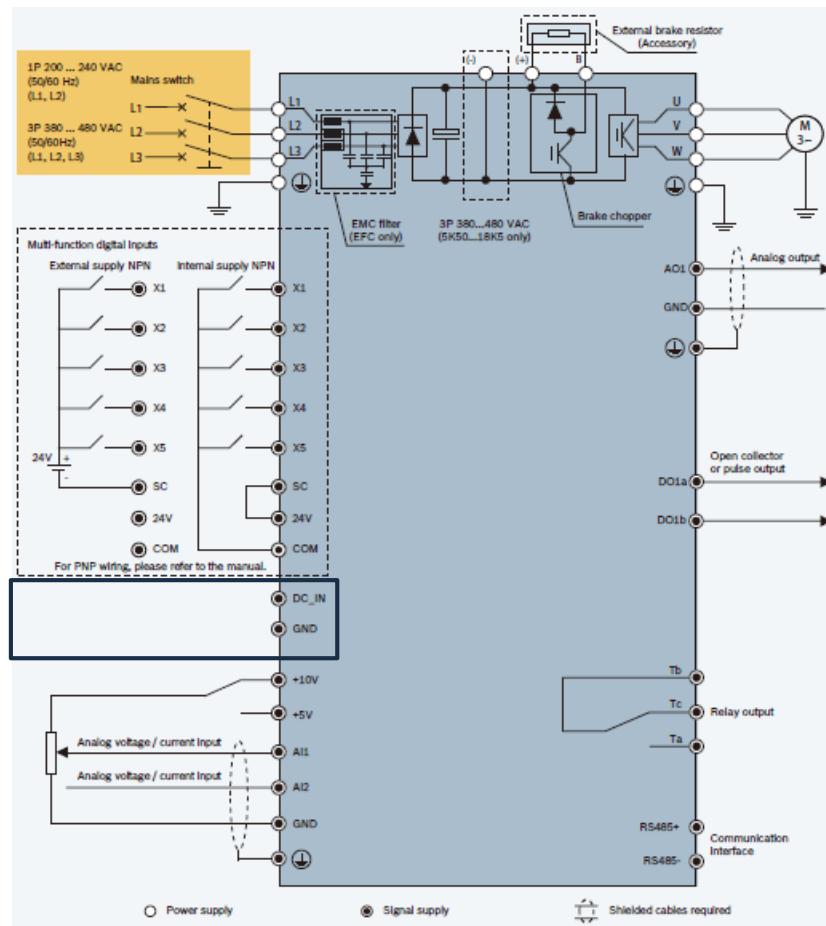 External brake resistor
(Accessory)
1P 200 ... 240 VAC
(50/60 Hz)
(L1, L2)
Mains switch
3P 380 ... 480 VAC
(50/60Hz)
(L1, L2, L3)
L1
L2
L3
L1
L2
L3
(-)
(+)
B
U
V
W
M
3~
EMC filter
(EFC only)
3P 380...480 VAC
(5K50...18K5 only)
Brake chopper
Multi-function digital inputs
External supply NPN
Internal supply NPN
X1
X1
X2
X2
X3
X3
X4
X4
X5
X5
24V
+
-
SC
SC
24V
24V
COM
COM
For PNP wiring, please refer to the manual.
AO1
Analog output
GND
Open collector
or pulse output
DO1a
DO1b
DC_IN
GND
+10V
+5V
Analog voltage / current input
AI1
Analog voltage / current input
AI2
GND
Tb
Tc
Relay output
Ta
RS485+
Communication
Interface
RS485-
Power supply
Signal supply
Shielded cables required